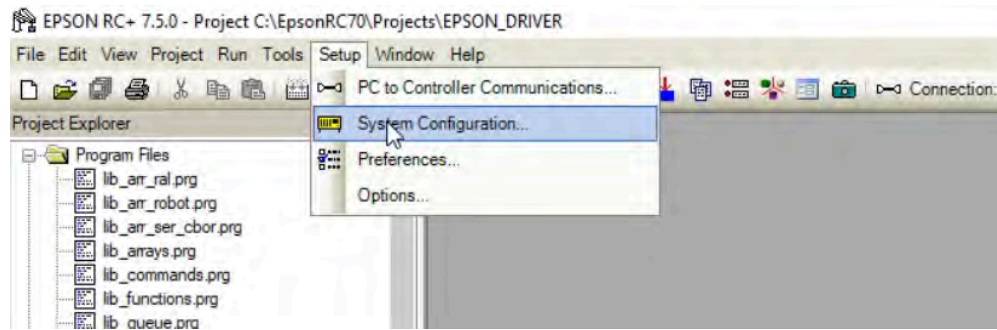 EPSON RC+ 7.5.0 - Project C:\EpsonRC70\Projects\EPSON_DRIVER
File Edit View Project Run Tools Setup Window Help
PC to Controller Communications...
Connection:
Project Explorer
System Configuration...
Program Files
Preferences...
lib_arr_ral.prg
lib_arr_robot.prg
Options...
lib_arr_ser_cbor.prg
lib_arrays.prg
lib_commands.prg
lib_functions.prg
lib_queue.prg